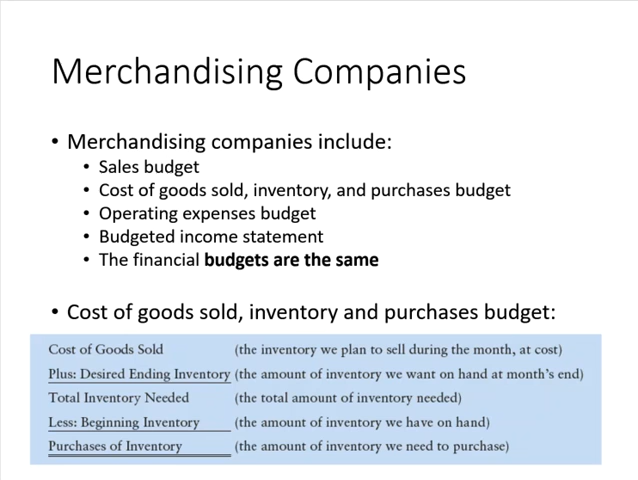 Merchandising Companies
• Merchandising companies include:
• Sales budget
• Cost of goods sold, inventory, and purchases budget
• Operating expenses budget
• Budgeted income statement
• The financial budgets are the same
• Cost of goods sold, inventory and purchases budget:
Cost of Goods Sold (the inventory we plan to sell during the month, at cost)
Plus: Desired Ending Inventory (the amount of inventory we want on hand at month's end)
Total Inventory Needed (the total amount of inventory needed)
Less: Beginning Inventory (the amount of inventory we have on hand)
Purchases of Inventory (the amount of inventory we need to purchase)